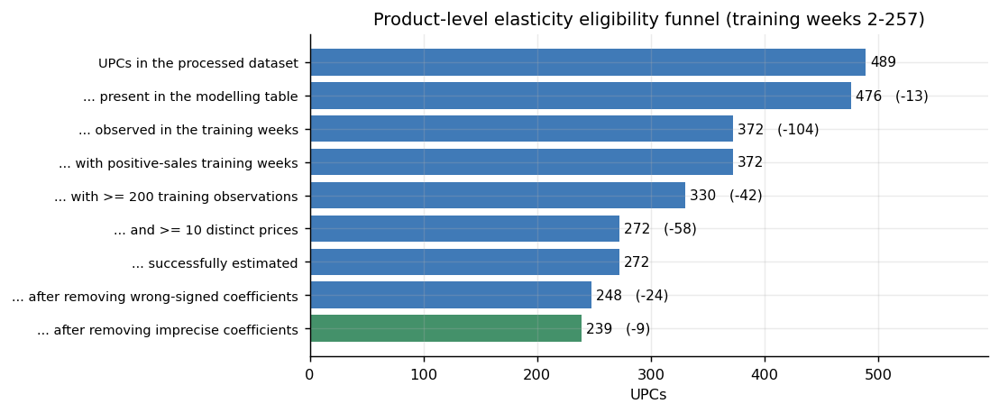 Product-level elasticity eligibility funnel (training weeks 2-257)
UPCs in the processed dataset 489
... present in the modelling table 476 (-13)
... observed in the training weeks 372 (-104)
... with positive-sales training weeks 372
... with >= 200 training observations 330 (-42)
... and >= 10 distinct prices 272 (-58)
... successfully estimated 272
... after removing wrong-signed coefficients 248 (-24)
... after removing imprecise coefficients 239 (-9)
0 100 200 300 400 500
UPCs